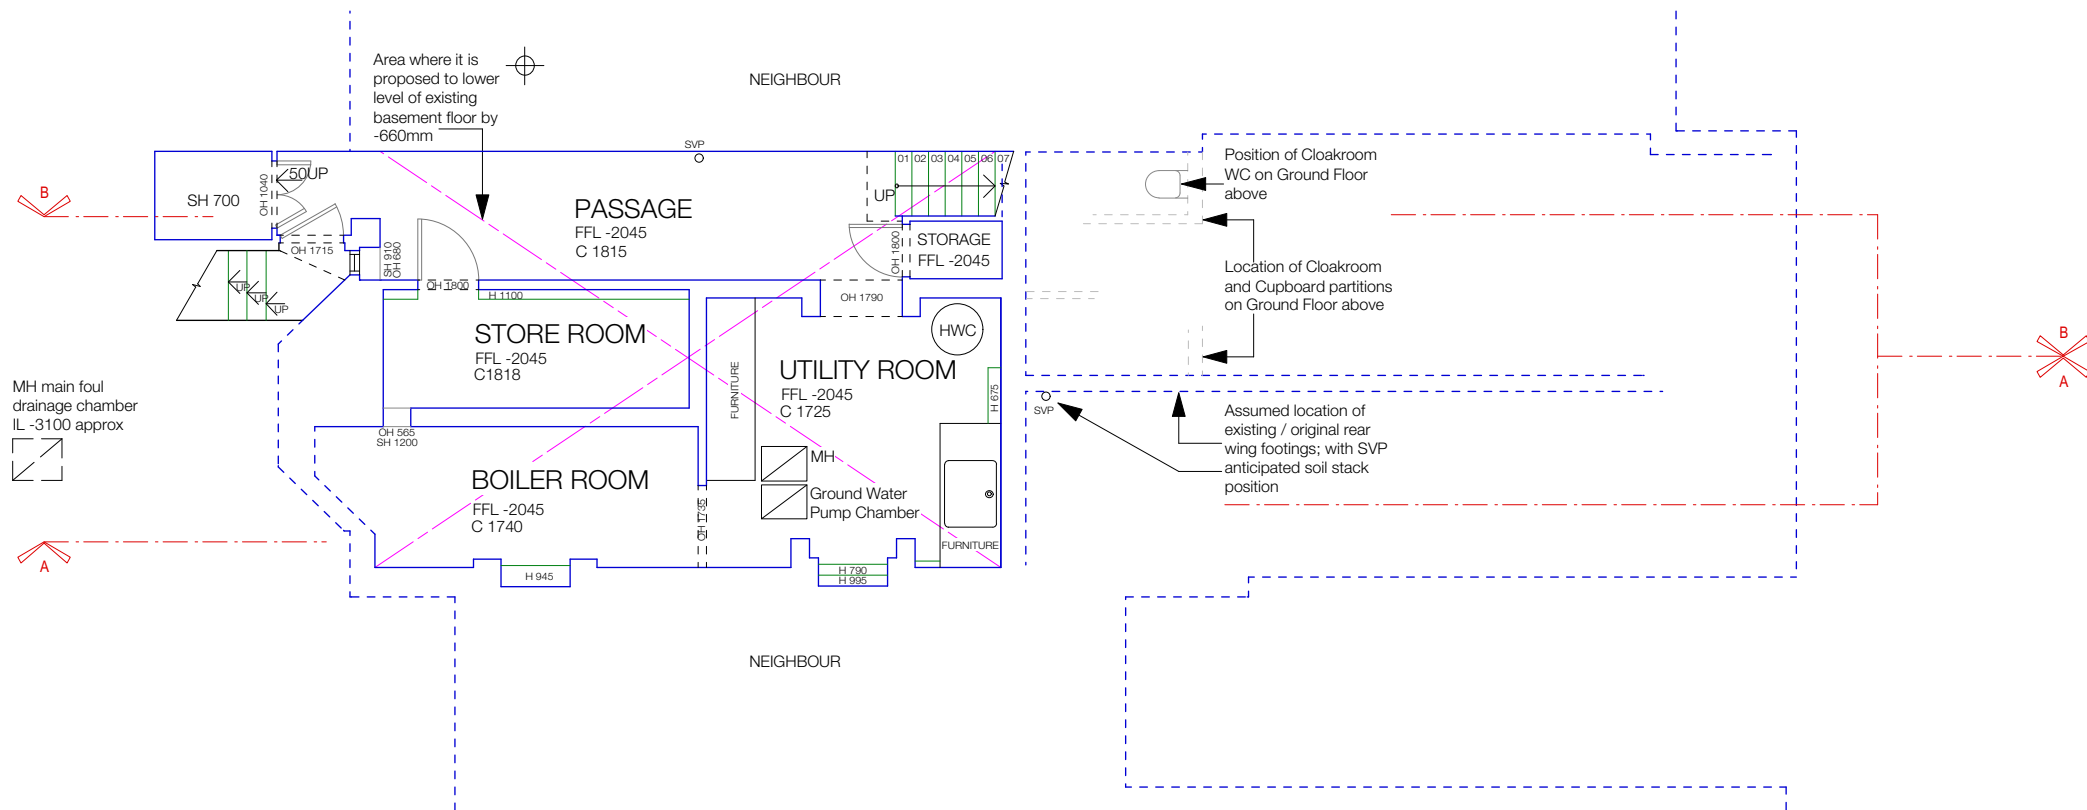 Area where it is
proposed to lower
level of existing
basement floor by
-660mm
NEIGHBOUR
SVP
01 02 03 04 05 06 07
UP
50UP
OH 1040
SH 700
B
OH 1715
SH 910
OH 680
UP
UP
UP
PASSAGE
FFL -2045
C 1815
OH 1800
STORAGE
FFL -2045
OH 1800
H 1100
OH 1790
STORE ROOM
FFL -2045
C1818
HWC
FURNITURE
UTILITY ROOM
FFL -2045
C 1725
H 675
OH 565
SH 1200
MH
Ground Water
Pump Chamber
BOILER ROOM
FFL -2045
C 1740
OH 1735
FURNITURE
H 945
H 790
H 995
MH main foul
drainage chamber
IL -3100 approx
A
NEIGHBOUR
Position of Cloakroom
WC on Ground Floor
above
Location of Cloakroom
and Cupboard partitions
on Ground Floor above
SVP
Assumed location of
existing / original rear
wing footings; with SVP
anticipated soil stack
position
B
A